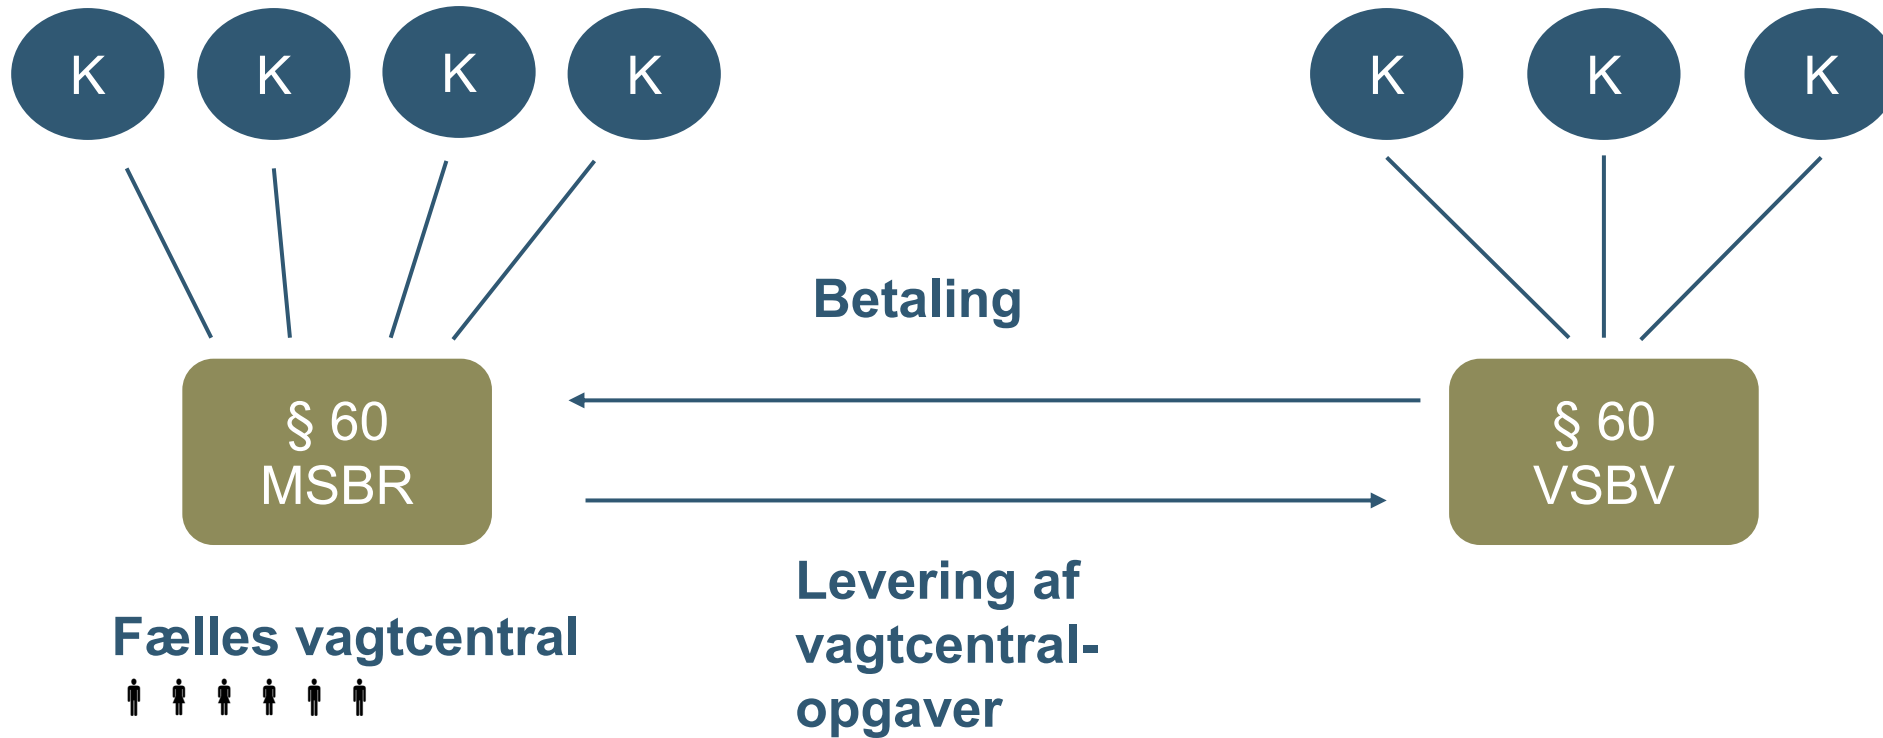 K
K
K
K
K
K
K
Betaling
§ 60
MSBR
§ 60
VSBV
Levering af
vagtcentral-
opgaver
Fælles vagtcentral